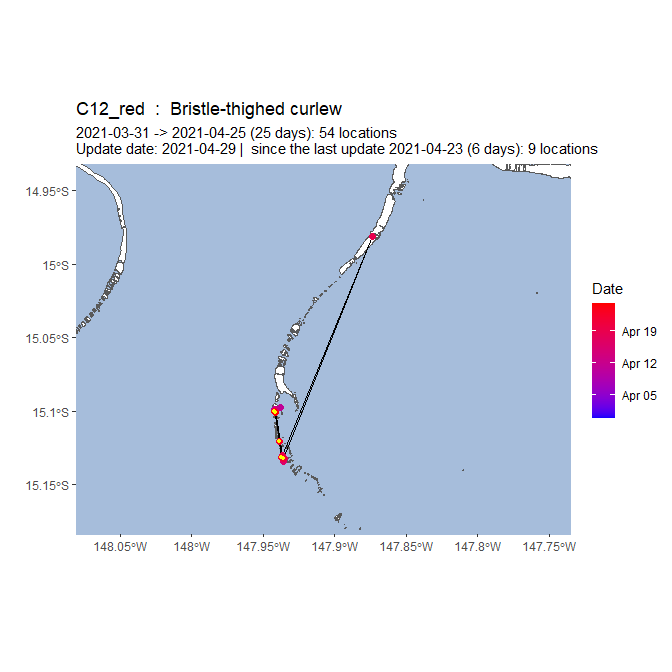 C12_red : Bristle-thighed curlew
2021-03-31 -> 2021-04-25 (25 days): 54 locations
Update date: 2021-04-29 | since the last update 2021-04-23 (6 days): 9 locations
14.95°S
15°S
15.05°S
15.1°S
15.15°S
148.05°W
148°W
147.95°W
147.9°W
147.85°W
147.8°W
147.75°W
Date
Apr 19
Apr 12
Apr 05